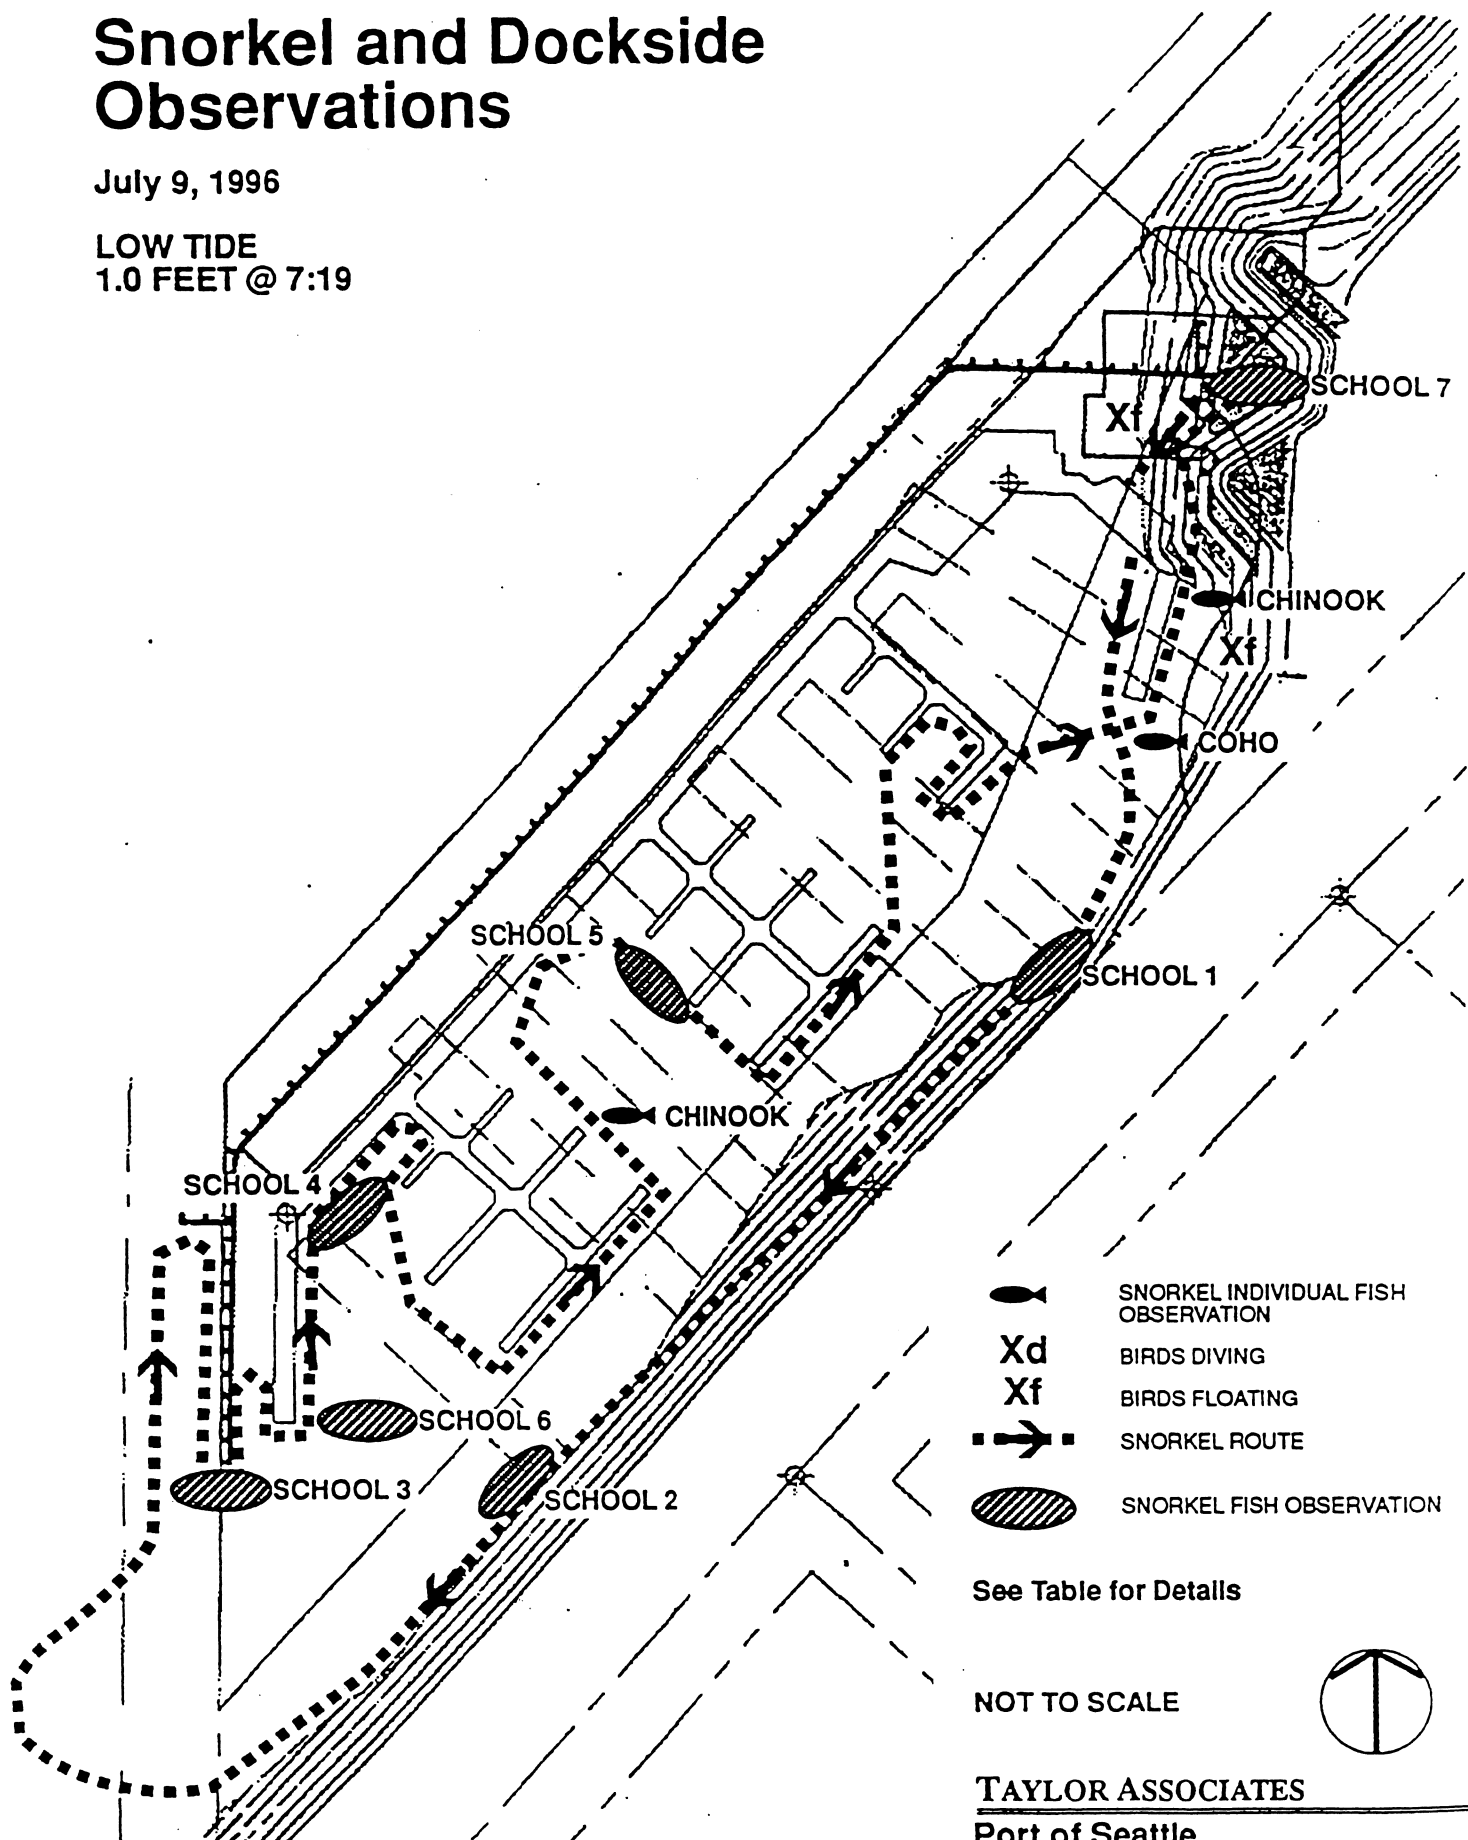 Snorkel and Dockside
Observations
July 9, 1996
LOW TIDE
1.0 FEET @ 7:19
SCHOOL 7
Xf
CHINOOK
Xf
COHO
SCHOOL 5
SCHOOL 1
CHINOOK
SCHOOL 4
SNORKEL INDIVIDUAL FISH
OBSERVATION
Xd BIRDS DIVING
Xf BIRDS FLOATING
SCHOOL 6
SNORKEL ROUTE
SCHOOL 3
SCHOOL 2
SNORKEL FISH OBSERVATION
See Table for Details
NOT TO SCALE
TAYLOR ASSOCIATES
Port of Seattle